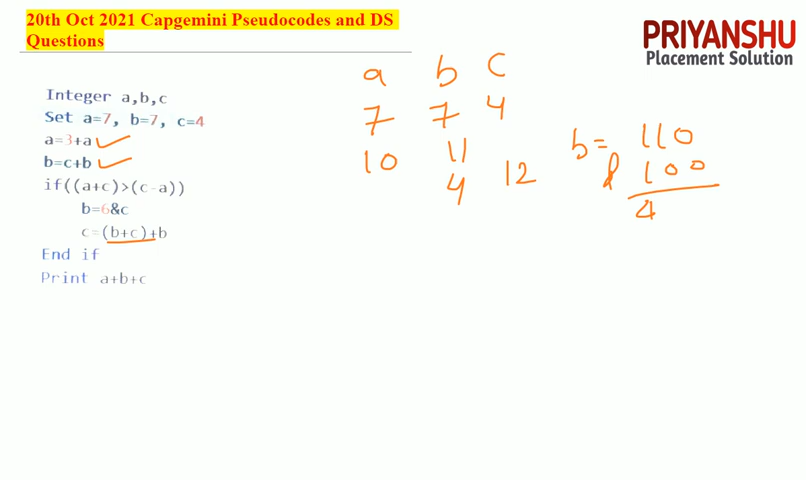 20th Oct 2021 Capgemini Pseudocodes and DS
Questions
PRIYANSHU
Placement Solution
Integer a,b,c
Set a=7, b=7, c=4
a=3+a
b=c+b
if((a+c)>(c-a))
b=6&c
c=(b+c)+b
End if
Print a+b+c
a b c
7 7 4
10 11
4 12
b= 110
& 100
4